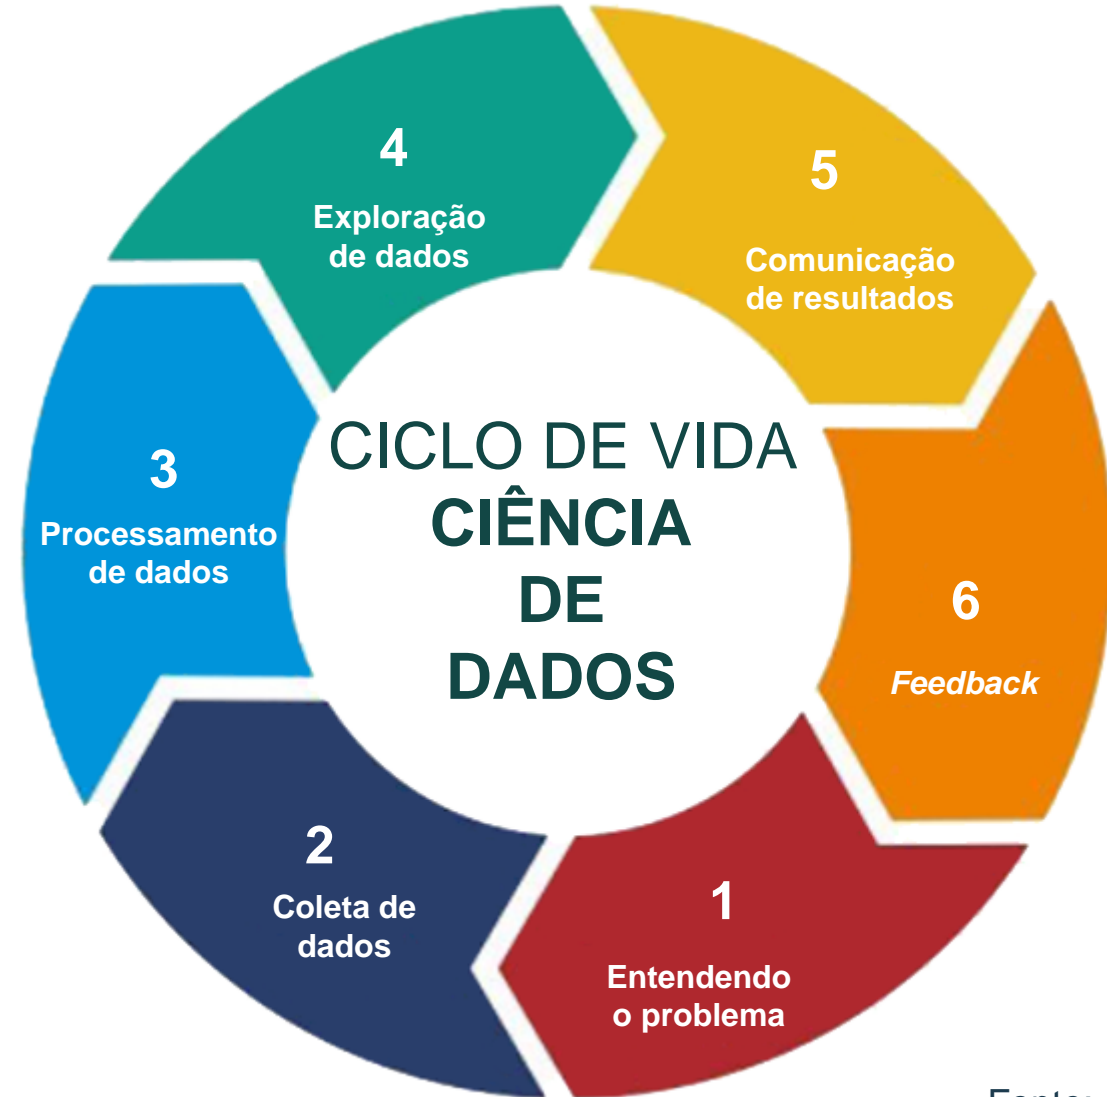 4
Exploração
de dados
5
Comunicação
de resultados
3
Processamento
de dados
CICLO DE VIDA
CIÊNCIA
DE
DADOS
6
Feedback
2
Coleta de
dados
1
Entendendo
o problema